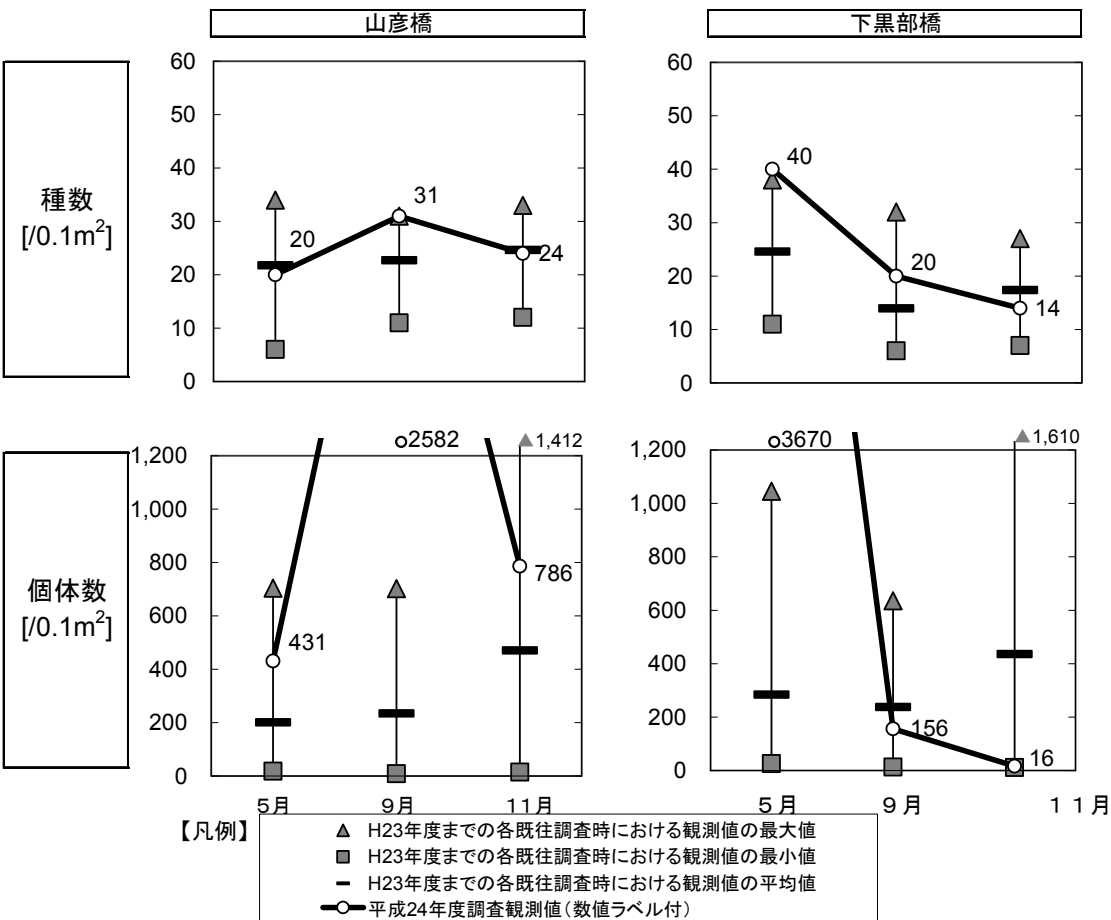 山彦橋
下黒部橋
種数
[/0.1m²]
60
50
40
30
20
10
0
20
31
24
60
50
40
30
20
10
0
40
20
14
個体数
[/0.1m²]
1,200
1,000
800
600
400
200
0
431
2582
1,412
786
5月
9月
11月
1,200
1,000
800
600
400
200
0
3670
1,610
156
16
5月
9月
11月
【凡例】
H23年度までの各既往調査時における観測値の最大値
H23年度までの各既往調査時における観測値の最小値
H23年度までの各既往調査時における観測値の平均値
平成24年度調査観測値(数値ラベル付)